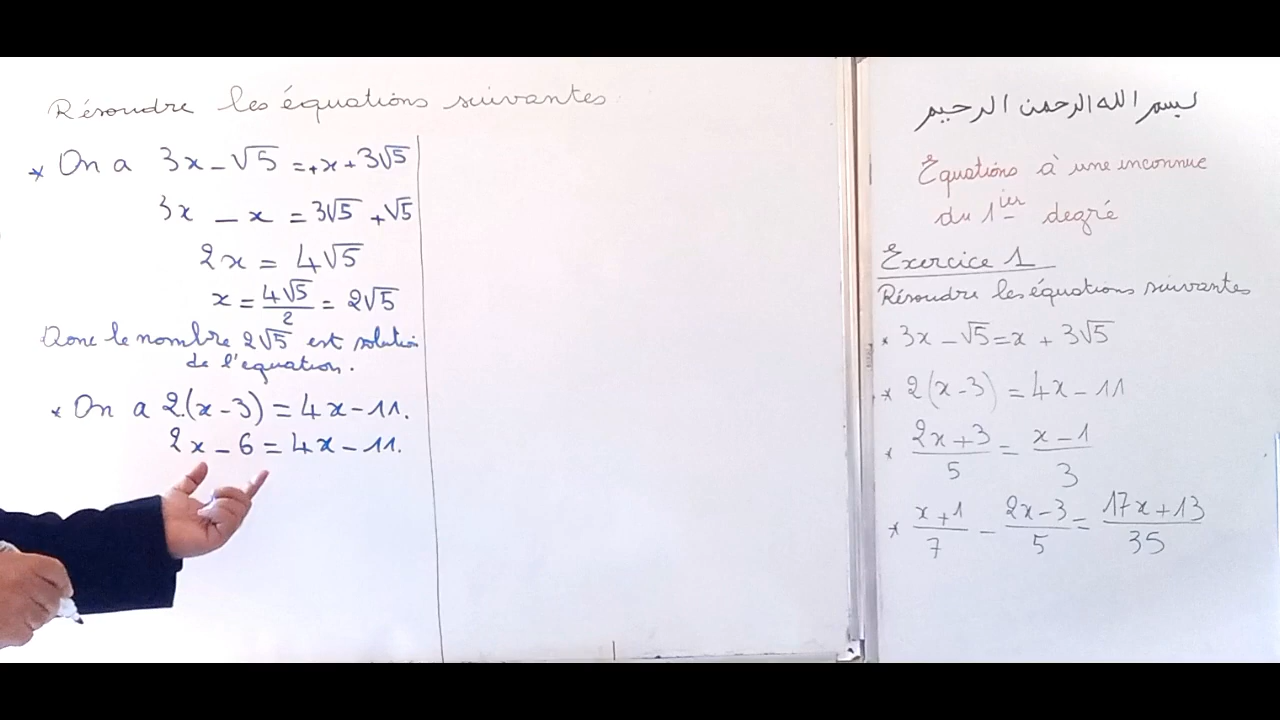 Résoudre les équations suivantes
* On a 3x - √5 = +x + 3√5
3x - x = 3√5 + √5
2x = 4√5
x = 4√5/2 = 2√5
Donc le nombre 2√5 est solution
de l'équation.
* On a 2.(x - 3) = 4x - 11.
2x - 6 = 4x - 11.
بسم الله الرحمن الرحيم
Equations à une inconnue
du 1ier degré
Exercice 1
Résoudre les équations suivantes
* 3x - √5 = x + 3√5
* 2(x - 3) = 4x - 11
* (2x + 3)/5 = (x - 1)/3
* (x + 1)/7 - (2x - 3)/5 = (17x + 13)/35